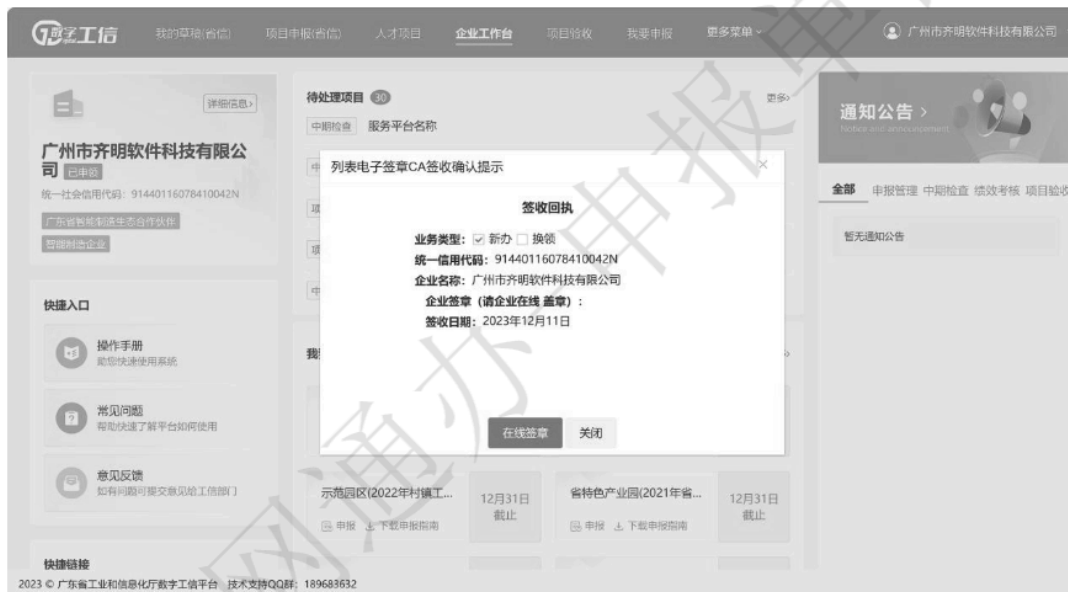 数字工信
我的草稿(省信) 项目申报(省信) 人才项目 企业工作台 项目验收 我要申报 更多菜单 广州市齐明软件科技有限公司
详细信息>
广州市齐明软件科技有限公司 已申领
统一社会信用代码：91440116078410042N
广东省智能制造生态合作伙伴
智能制造企业
快捷入口
操作手册
助您快速使用系统
常见问题
帮助快速了解平台如何使用
意见反馈
如有问题可提交意见给工信部门
快捷链接
待处理项目 30 更多>
中期检查 服务平台名称
列表电子签章CA签收确认提示
签收回执
业务类型： 新办 换领
统一信用代码：91440116078410042N
企业名称：广州市齐明软件科技有限公司
企业签章（请企业在线 盖章）：
签收日期：2023年12月11日
在线签章 关闭
示范园区(2022年村镇工... 12月31日
截止
申报 下载申报指南
省特色产业园(2021年省... 12月31日
截止
申报 下载申报指南
通知公告 >
Notice and announcement
全部 申报管理 中期检查 绩效考核 项目验收
暂无通知公告
2023 © 广东省工业和信息化厅数字工信平台 技术支持QQ群：189683632